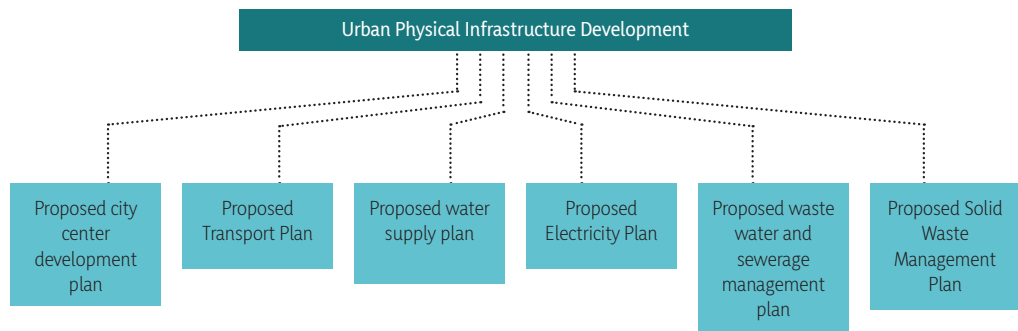 Urban Physical Infrastructure Development
Proposed city
center
development
plan
Proposed
Transport Plan
Proposed water
supply plan
Proposed
Electricity Plan
Proposed waste
water and
sewerage
management
plan
Proposed Solid
Waste
Management
Plan